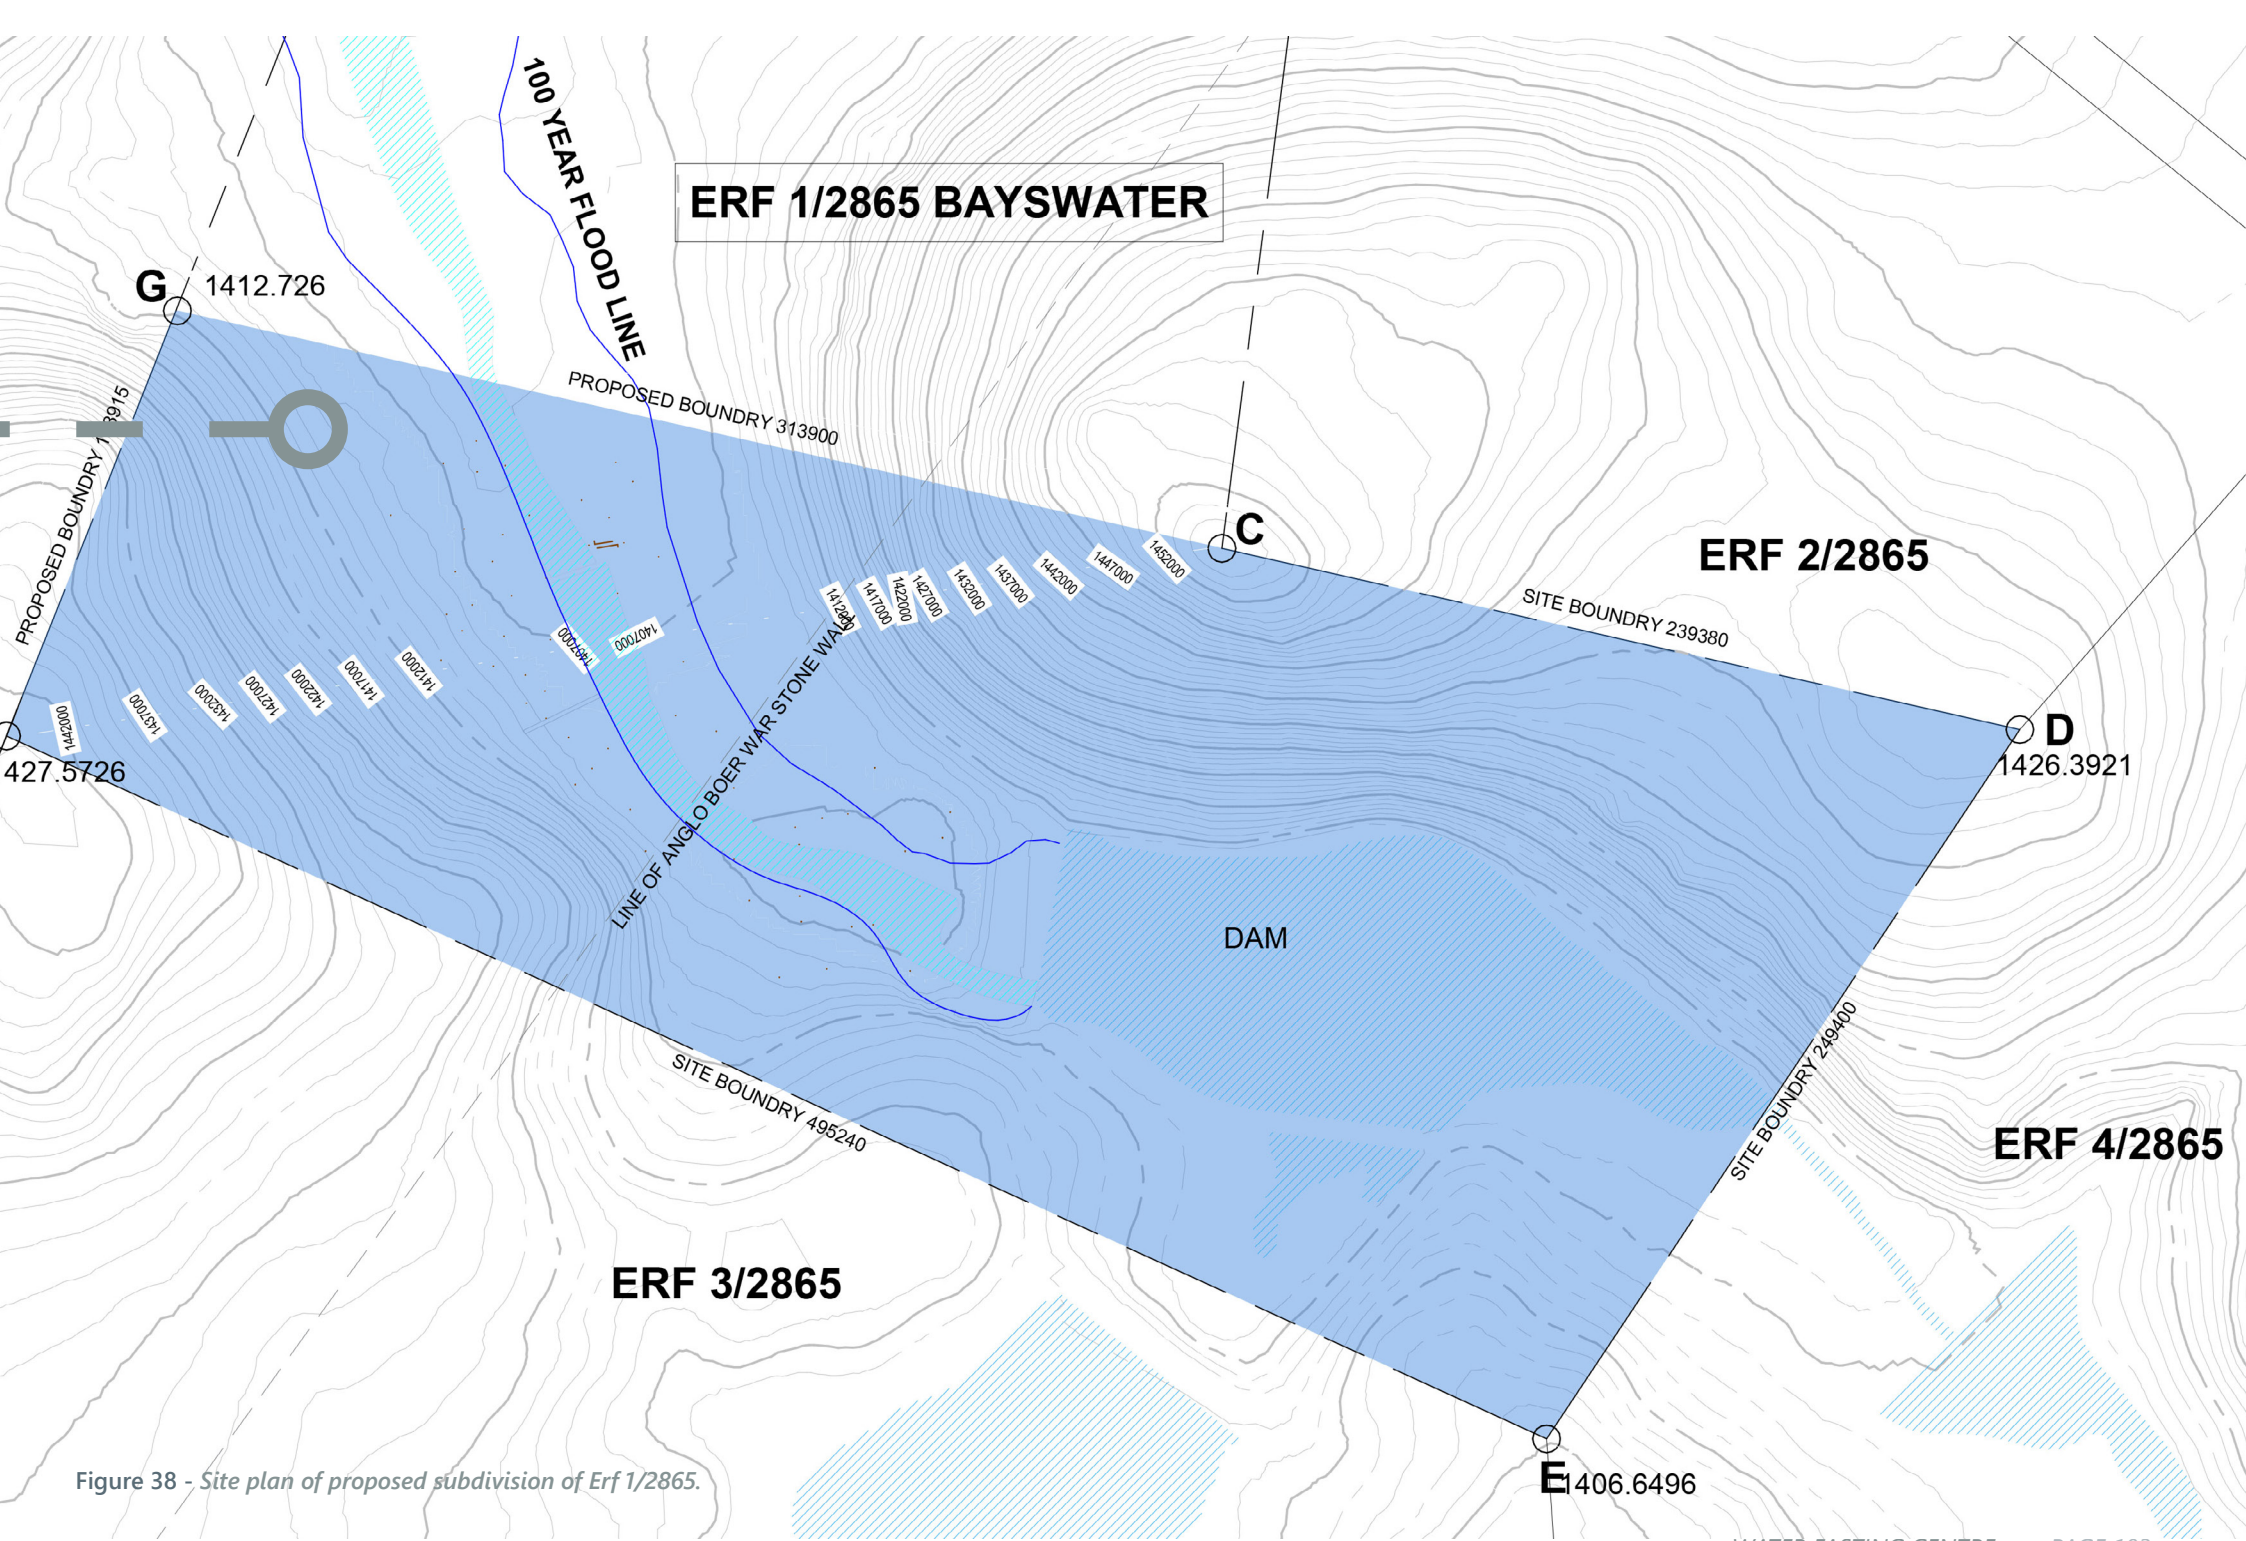 100 YEAR FLOOD LINE
ERF 1/2865 BAYSWATER
G
1412.726
PROPOSED BOUNDRY 313900
PROPOSED BOUNDRY
C
ERF 2/2865
SITE BOUNDRY 239380
1452000
1447000
1442000
1437000
1432000
1427000
1422000
1417000
1412000
1407000
1407000
1412000
1417000
1422000
1427000
1432000
1437000
1442000
LINE OF ANGLO BOER WAR STONE WALL
D
1426.3921
427.5726
DAM
SITE BOUNDRY 249400
SITE BOUNDRY 495240
ERF 4/2865
ERF 3/2865
E
1406.6496
Figure 38 - Site plan of proposed subdivision of Erf 1/2865.